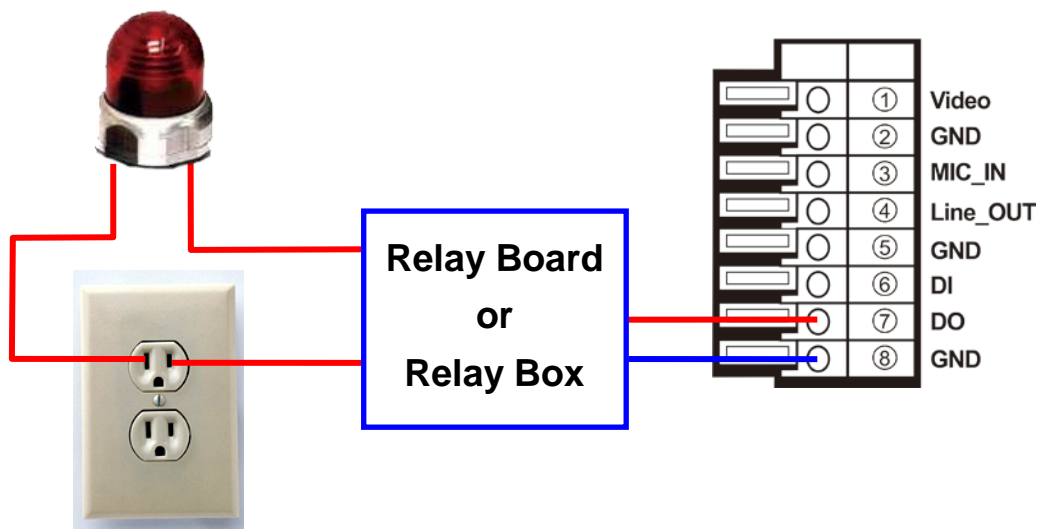 Relay Board
or
Relay Box
① Video
② GND
③ MIC_IN
④ Line_OUT
⑤ GND
⑥ DI
⑦ DO
⑧ GND